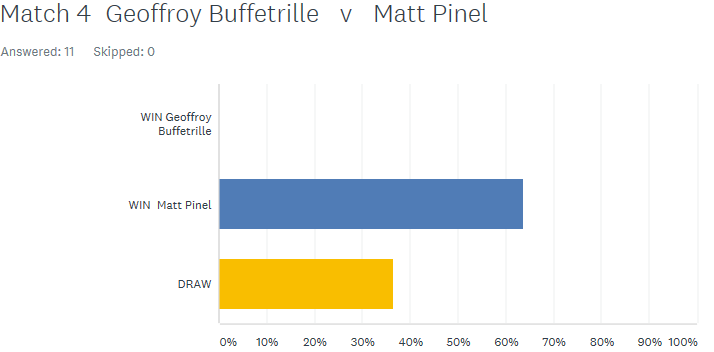 Match 4  Geoffroy Buffetrille   v   Matt Pinel
Answered: 11    Skipped: 0
WIN Geoffroy
Buffetrille
WIN  Matt Pinel
DRAW
0% 10% 20% 30% 40% 50% 60% 70% 80% 90% 100%